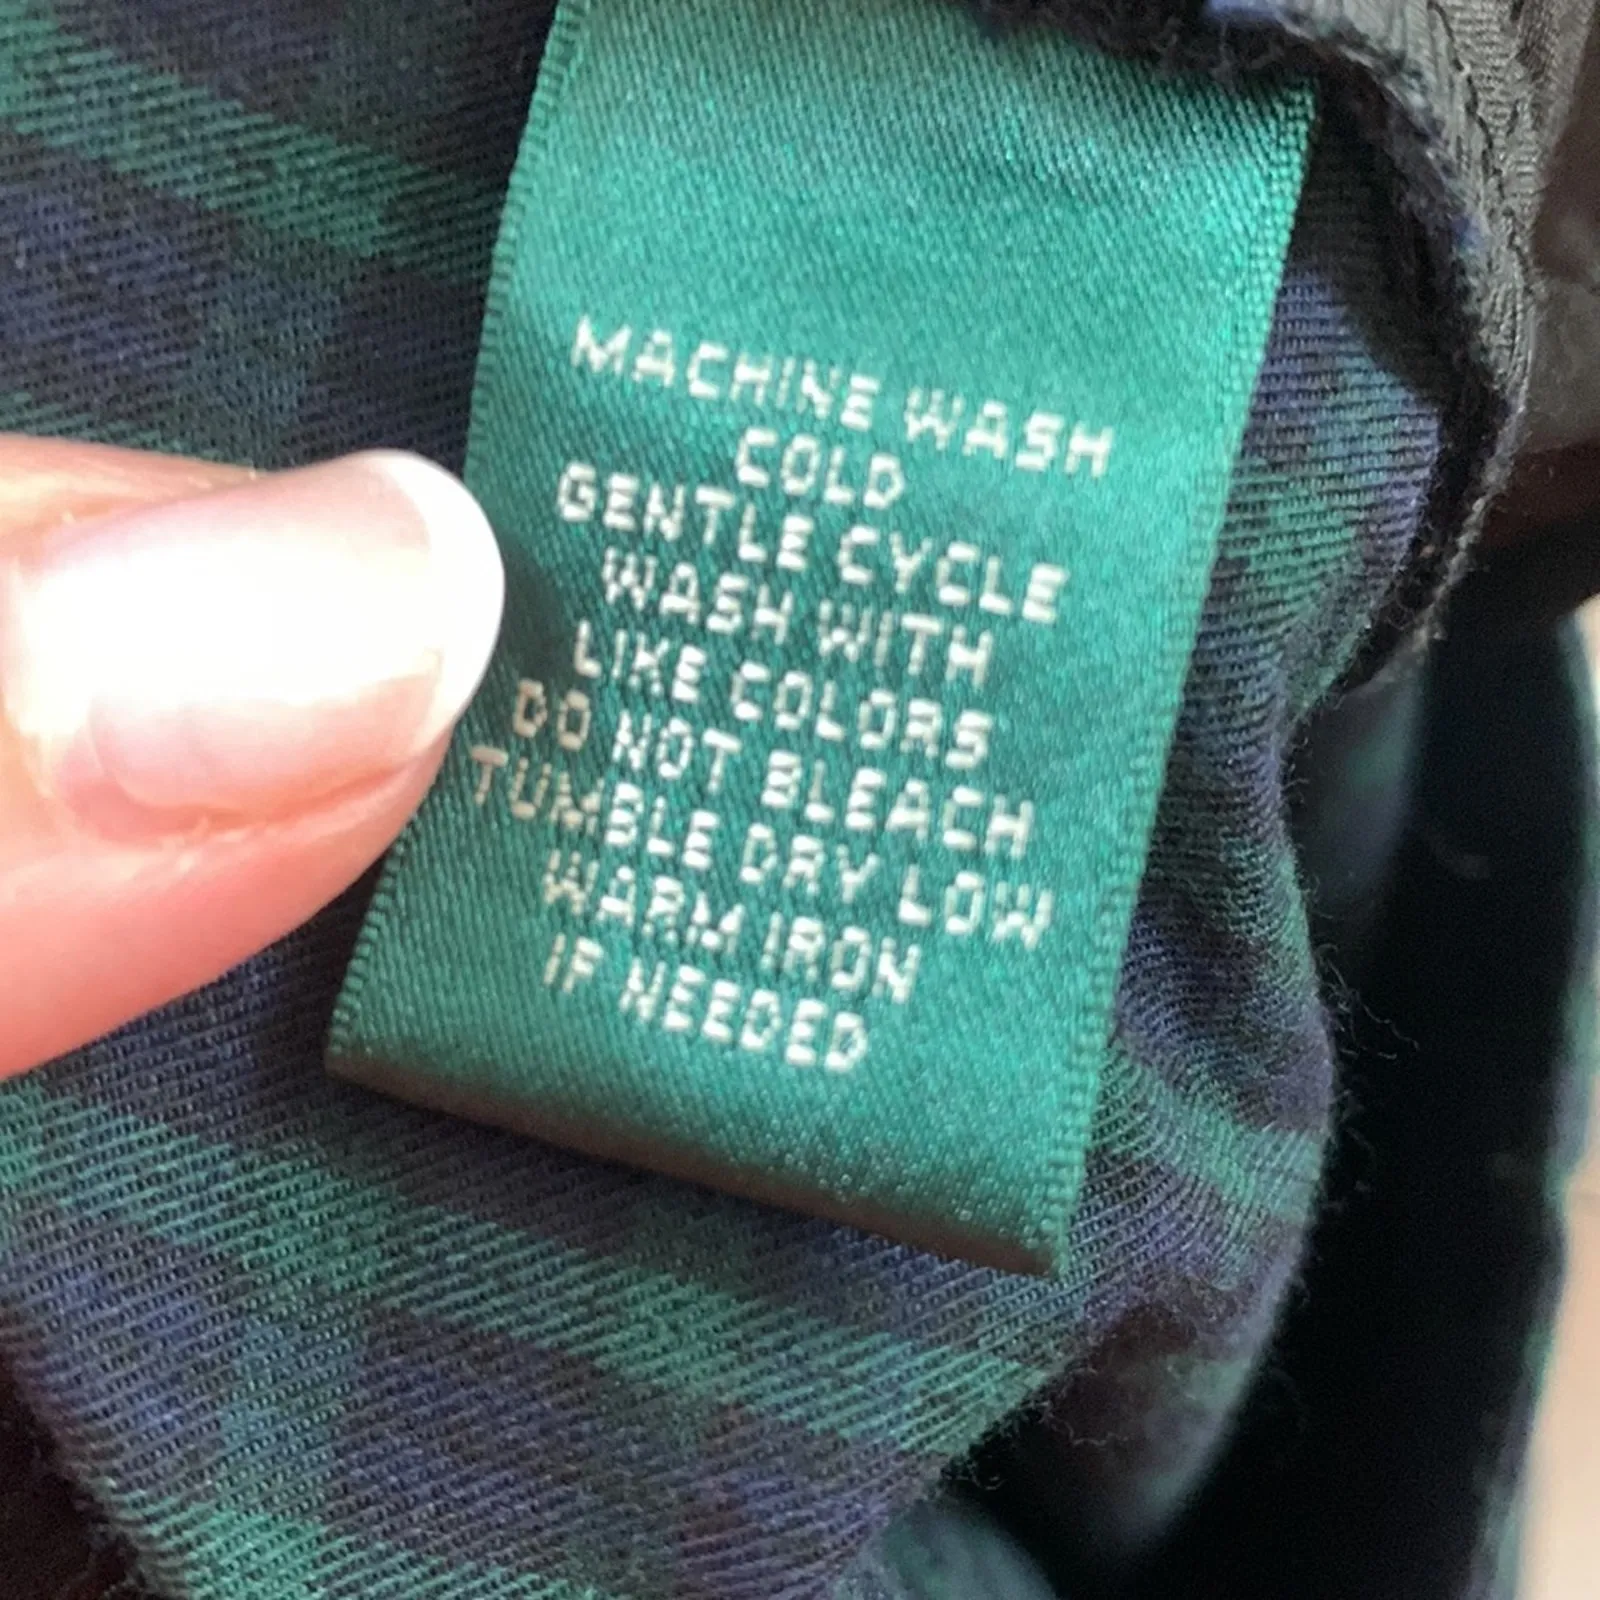 MACHINE WASH
COLD
GENTLE CYCLE
WASH WITH
LIKE COLORS
DO NOT BLEACH
TUMBLE DRY LOW
WARM IRON
IF NEEDED